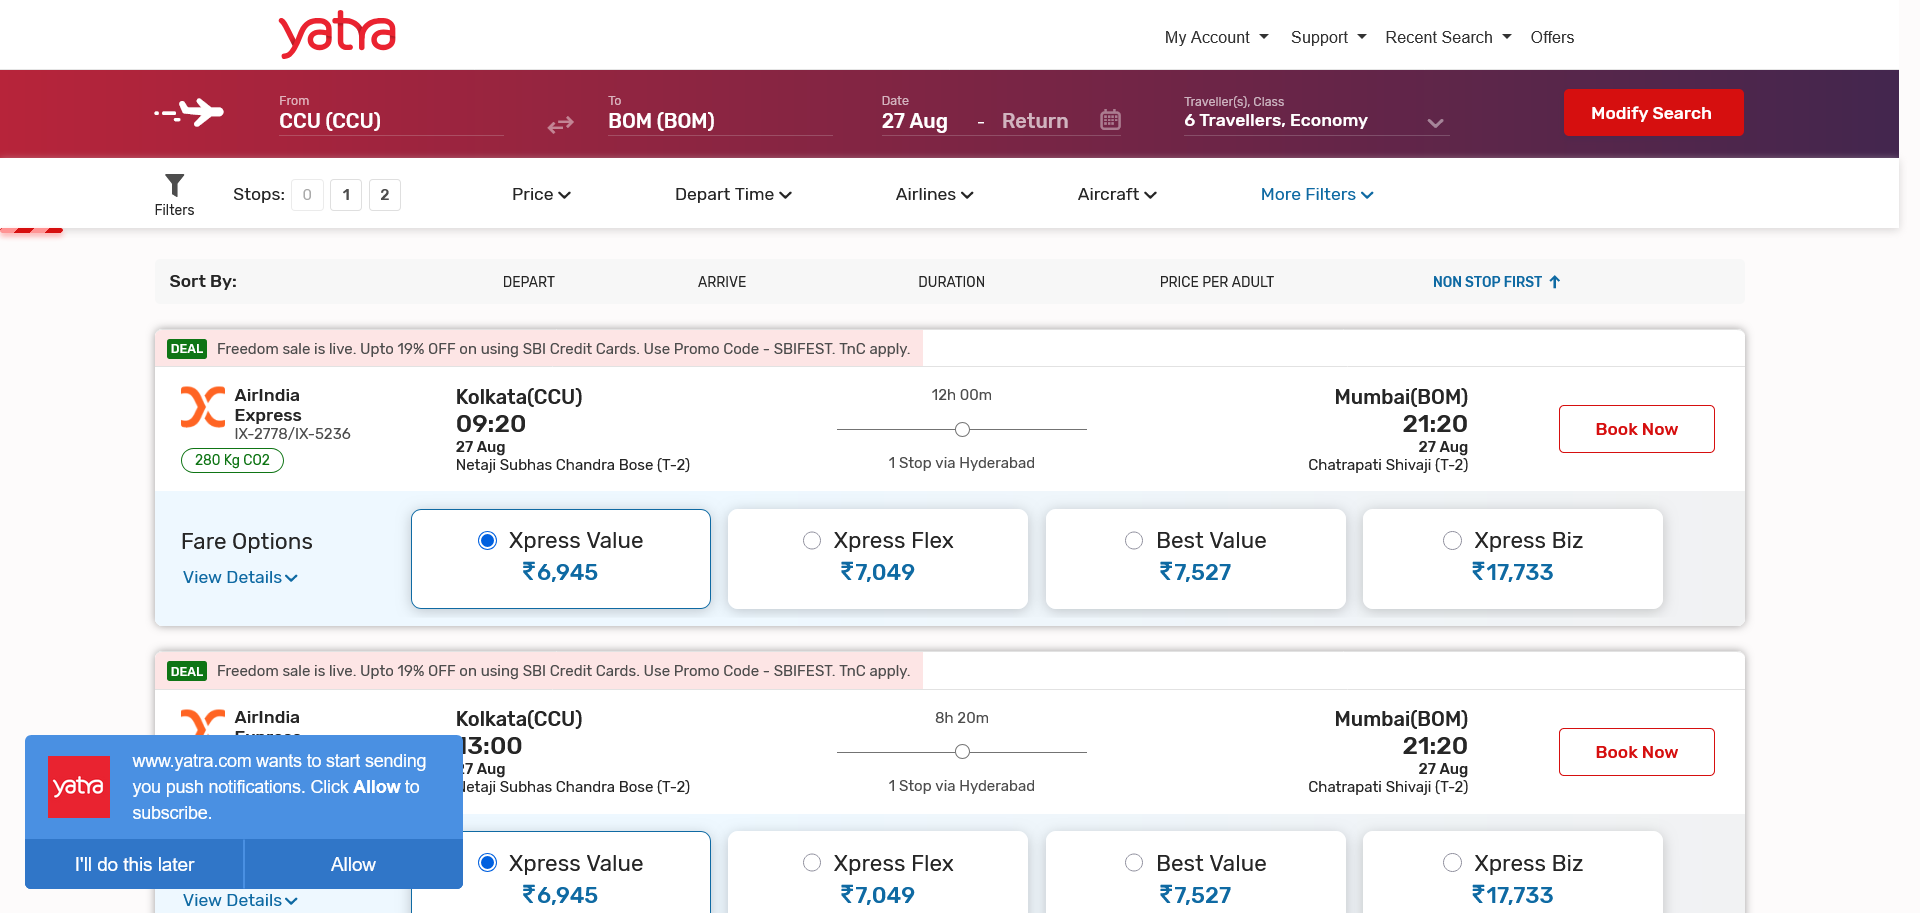 yatra
My Account
Support
Recent Search
Offers
From
CCU (CCU)
To
BOM (BOM)
Date
27 Aug
-
Return
Traveller(s), Class
6 Travellers, Economy
Modify Search
Filters
Stops:
0
1
2
Price
Depart Time
Airlines
Aircraft
More Filters
Sort By:
DEPART
ARRIVE
DURATION
PRICE PER ADULT
NON STOP FIRST
DEAL
Freedom sale is live. Upto 19% OFF on using SBI Credit Cards. Use Promo Code - SBIFEST. TnC apply.
AirIndia
Express
IX-2778/IX-5236
280 Kg CO2
Kolkata(CCU)
09:20
27 Aug
Netaji Subhas Chandra Bose (T-2)
12h 00m
1 Stop via Hyderabad
Mumbai(BOM)
21:20
27 Aug
Chatrapati Shivaji (T-2)
Book Now
Fare Options
View Details
Xpress Value
₹6,945
Xpress Flex
₹7,049
Best Value
₹7,527
Xpress Biz
₹17,733
DEAL
Freedom sale is live. Upto 19% OFF on using SBI Credit Cards. Use Promo Code - SBIFEST. TnC apply.
AirIndia
Kolkata(CCU)
13:00
27 Aug
Netaji Subhas Chandra Bose (T-2)
8h 20m
1 Stop via Hyderabad
Mumbai(BOM)
21:20
27 Aug
Chatrapati Shivaji (T-2)
Book Now
yatra
www.yatra.com wants to start sending
you push notifications. Click Allow to
subscribe.
I'll do this later
Allow
View Details
Xpress Value
₹6,945
Xpress Flex
₹7,049
Best Value
₹7,527
Xpress Biz
₹17,733